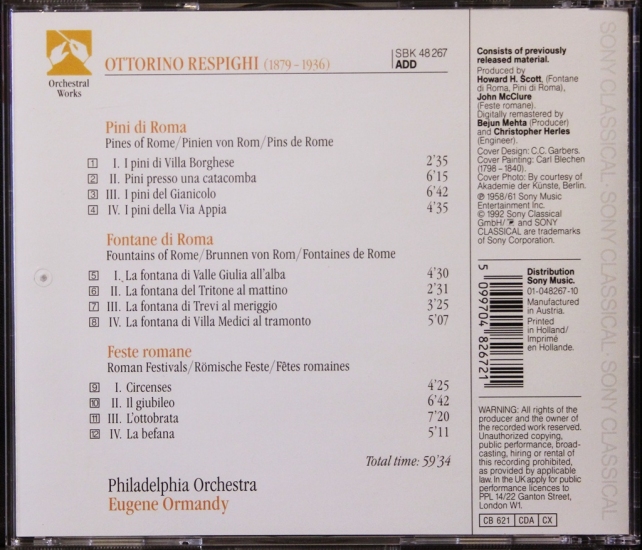 Orchestral
Works
OTTORINO RESPIGHI (1879 - 1936)
SBK 48267
ADD
Pini di Roma
Pines of Rome/Pinien von Rom/Pins de Rome
1 I. I pini di Villa Borghese 2'35
2 II. Pini presso una catacomba 6'15
3 III. I pini del Gianicolo 6'42
4 IV. I pini della Via Appia 4'35
Fontane di Roma
Fountains of Rome/Brunnen von Rom/Fontaines de Rome
5 I. La fontana di Valle Giulia all'alba 4'30
6 II. La fontana del Tritone al mattino 2'31
7 III. La fontana di Trevi al meriggio 3'25
8 IV. La fontana di Villa Medici al tramonto 5'07
Feste romane
Roman Festivals/Römische Feste/Fêtes romaines
9 I. Circenses 4'25
10 II. Il giubileo 6'42
11 III. L'ottobrata 7'20
12 IV. La befana 5'11
Total time: 59'34
Philadelphia Orchestra
Eugene Ormandy
Consists of previously
released material.
Produced by
Howard H. Scott, (Fontane
di Roma, Pini di Roma),
John McClure
(Feste romane).
Digitally remastered by
Bejun Mehta (Producer)
and Christopher Herles
(Engineer).
Cover Design: C.C. Garbers.
Cover Painting: Carl Blechen
(1798 – 1840).
Cover Photo: By courtesy of
Akademie der Künste, Berlin.
℗ 1958/61 Sony Music
Entertainment Inc.
© 1992 Sony Classical
GmbH/ and SONY
CLASSICAL are trademarks
of Sony Corporation.
5 099704 826721
Distribution
Sony Music.
01-048267-10
Manufactured
in Austria.
Printed
in Holland/
Imprimé
en Hollande.
WARNING: All rights of the
producer and the owner of
the recorded work reserved.
Unauthorized copying,
public performance, broad-
casting, hiring or rental of
this recording prohibited,
as provided by applicable
law. In the UK apply for public
performance licences to
PPL 14/22 Ganton Street,
London W1.
CB 621 CDA CX
SONY CLASSICAL · SONY CLASSICAL · SONY CLASSICAL